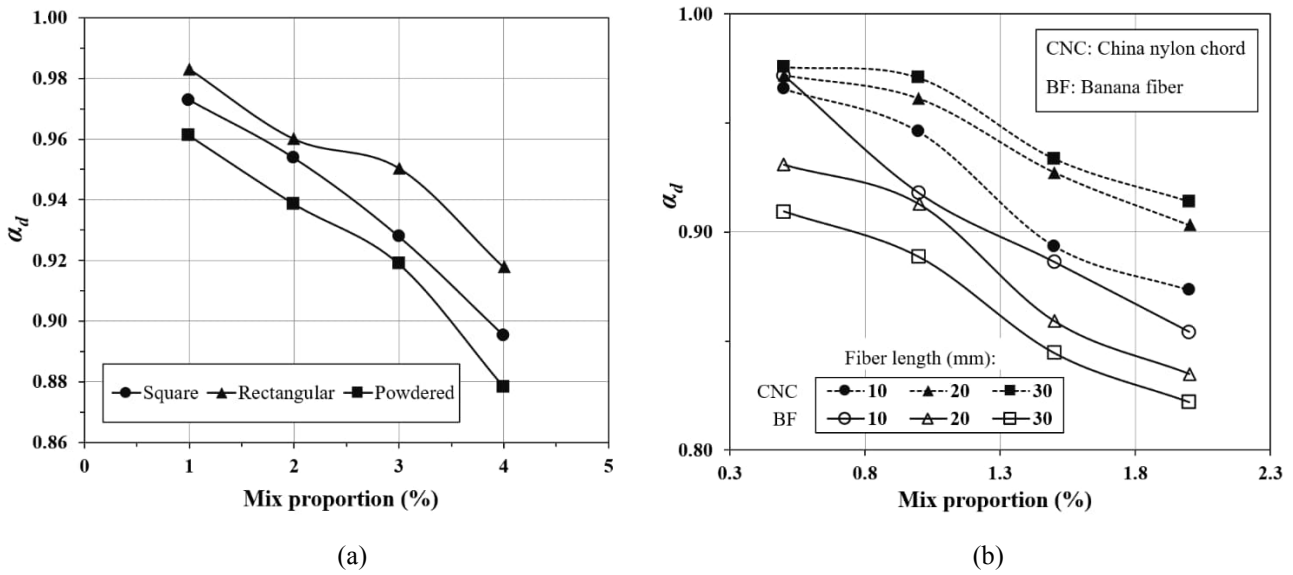 1.00
0.98
0.96
0.94
0.92
0.90
0.88
0.86
α_d
Square Rectangular Powdered
0 1 2 3 4 5
Mix proportion (%)
(a)
1.00
0.95
0.90
0.80
α_d
CNC: China nylon chord
BF: Banana fiber
Fiber length (mm):
CNC 10 20 30
BF 10 20 30
0.3 0.8 1.3 1.8 2.3
Mix proportion (%)
(b)